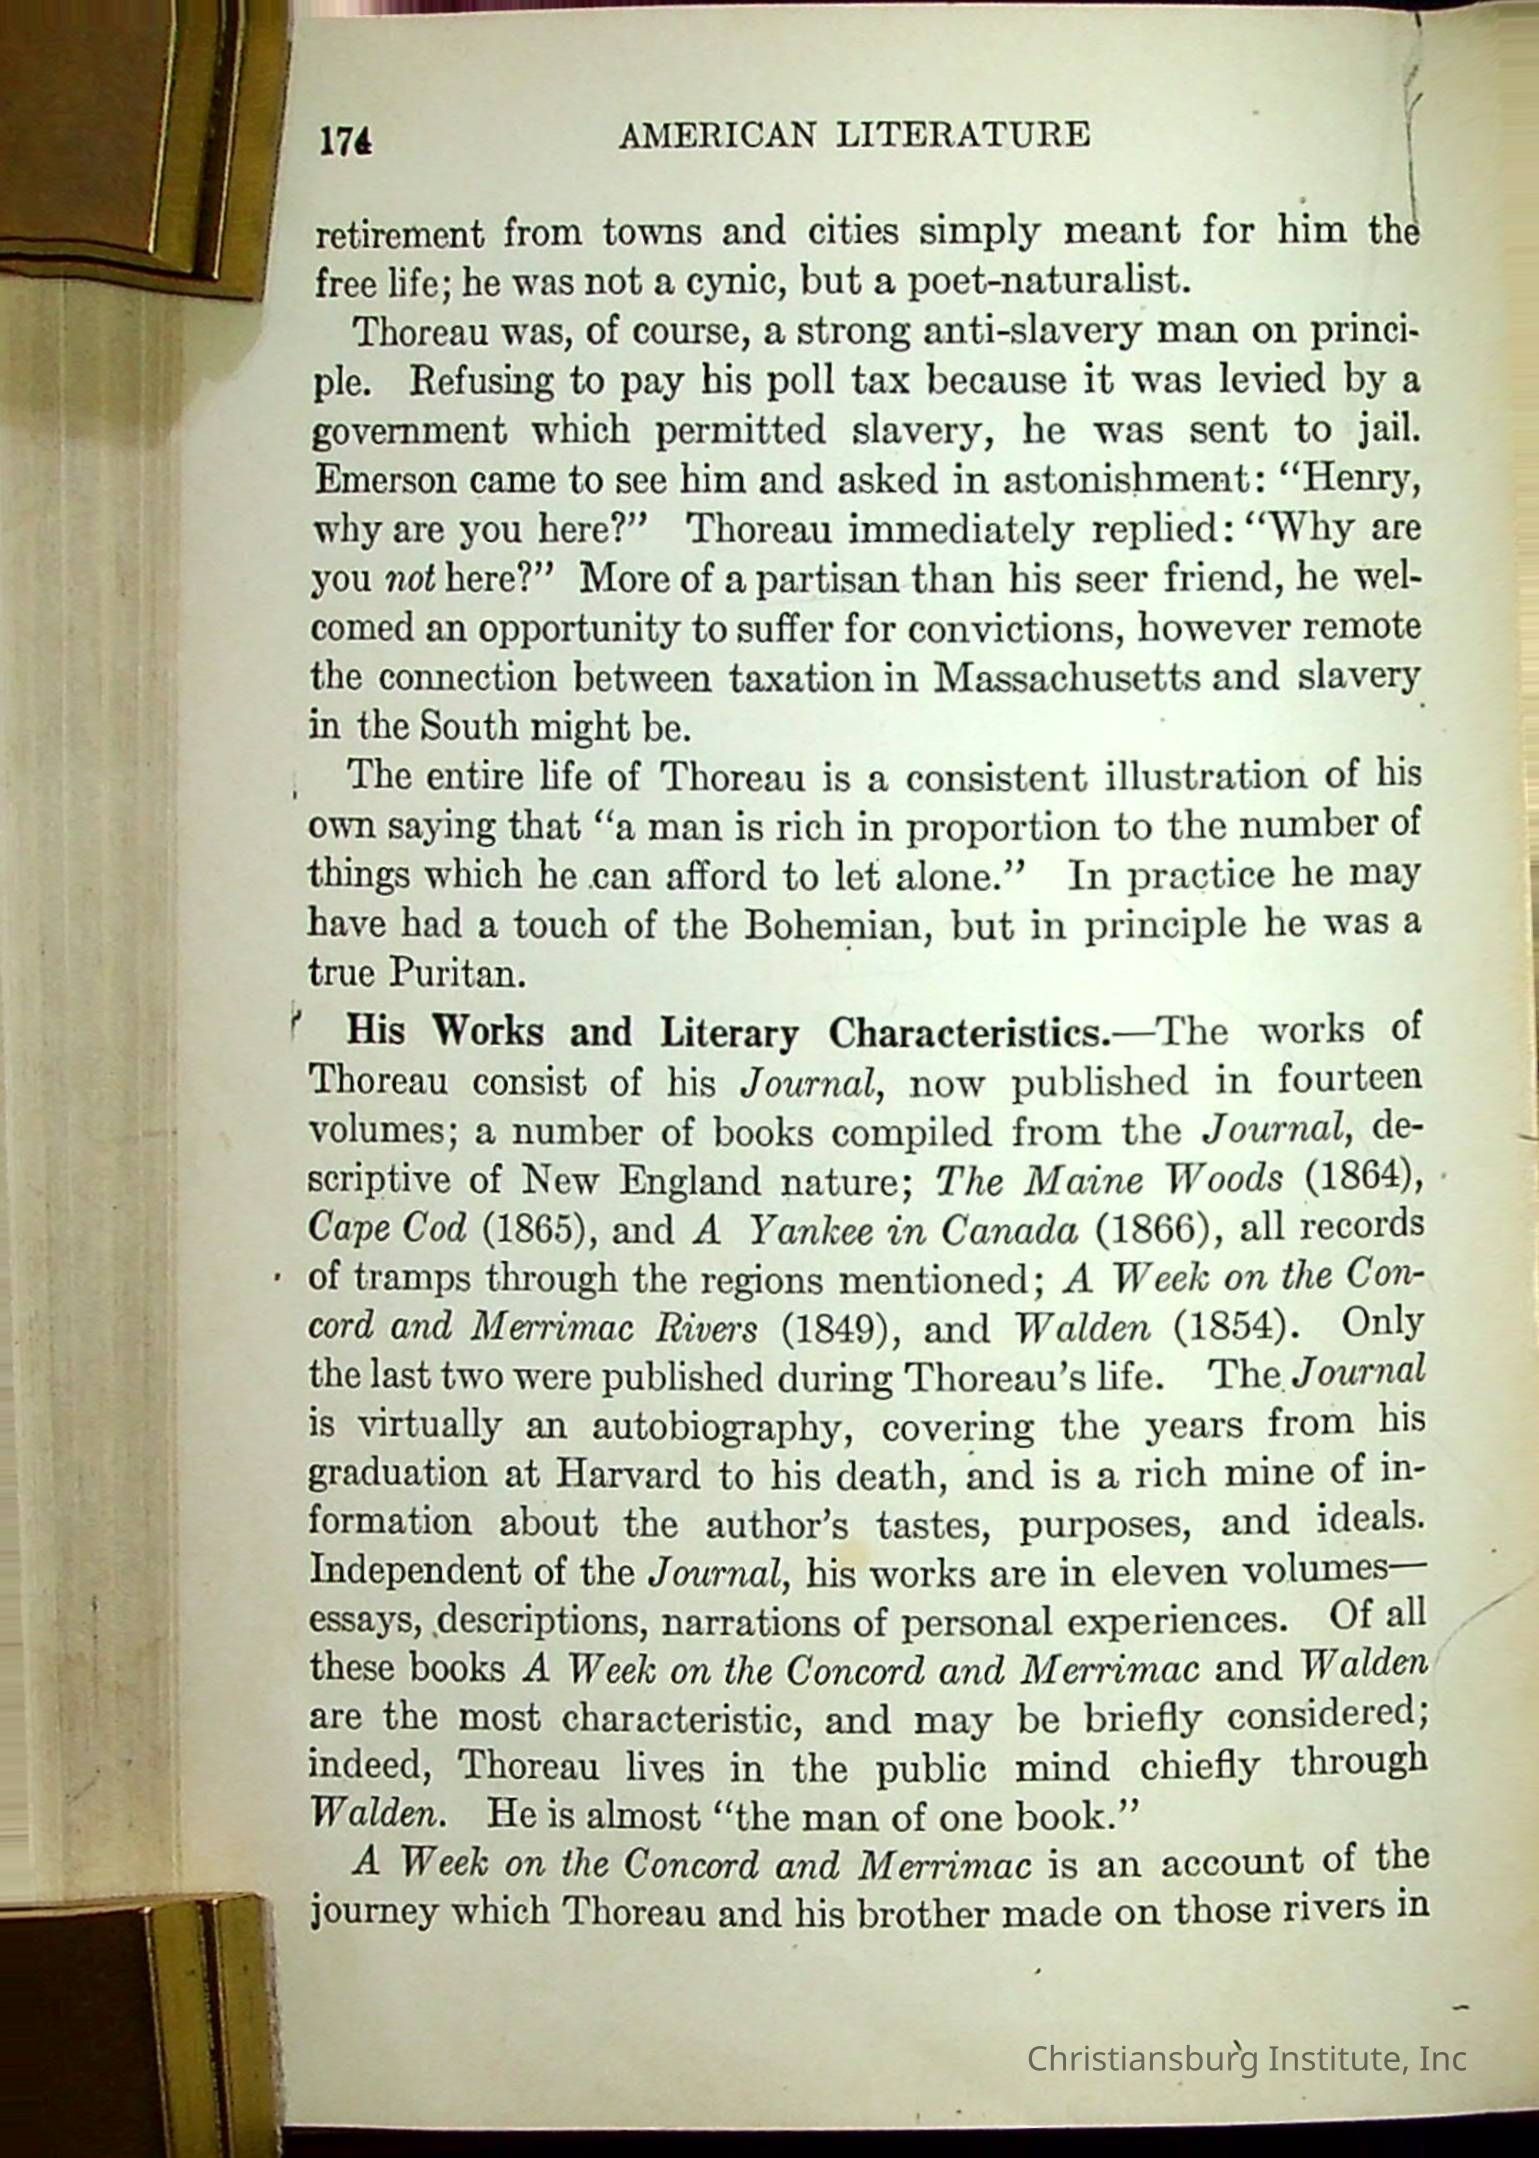 174
AMERICAN LITERATURE
retirement from towns and cities simply meant for him the
free life; he was not a cynic, but a poet-naturalist.
Thoreau was, of course, a strong anti-slavery man on princi-
ple. Refusing to pay his poll tax because it was levied by a
government which permitted slavery, he was sent to jail.
Emerson came to see him and asked in astonishment: “Henry,
why are you here?” Thoreau immediately replied: “Why are
you not here?” More of a partisan than his seer friend, he wel-
comed an opportunity to suffer for convictions, however remote
the connection between taxation in Massachusetts and slavery
in the South might be.
The entire life of Thoreau is a consistent illustration of his
own saying that “a man is rich in proportion to the number of
things which he can afford to let alone.” In practice he may
have had a touch of the Bohemian, but in principle he was a
true Puritan.
His Works and Literary Characteristics.—The works of
Thoreau consist of his Journal, now published in fourteen
volumes; a number of books compiled from the Journal, de-
scriptive of New England nature; The Maine Woods (1864),
Cape Cod (1865), and A Yankee in Canada (1866), all records
of tramps through the regions mentioned; A Week on the Con-
cord and Merrimac Rivers (1849), and Walden (1854). Only
the last two were published during Thoreau’s life. The Journal
is virtually an autobiography, covering the years from his
graduation at Harvard to his death, and is a rich mine of in-
formation about the author’s tastes, purposes, and ideals.
Independent of the Journal, his works are in eleven volumes—
essays, descriptions, narrations of personal experiences. Of all
these books A Week on the Concord and Merrimac and Walden
are the most characteristic, and may be briefly considered;
indeed, Thoreau lives in the public mind chiefly through
Walden. He is almost “the man of one book.”
A Week on the Concord and Merrimac is an account of the
journey which Thoreau and his brother made on those rivers in
Christiansburg Institute, Inc